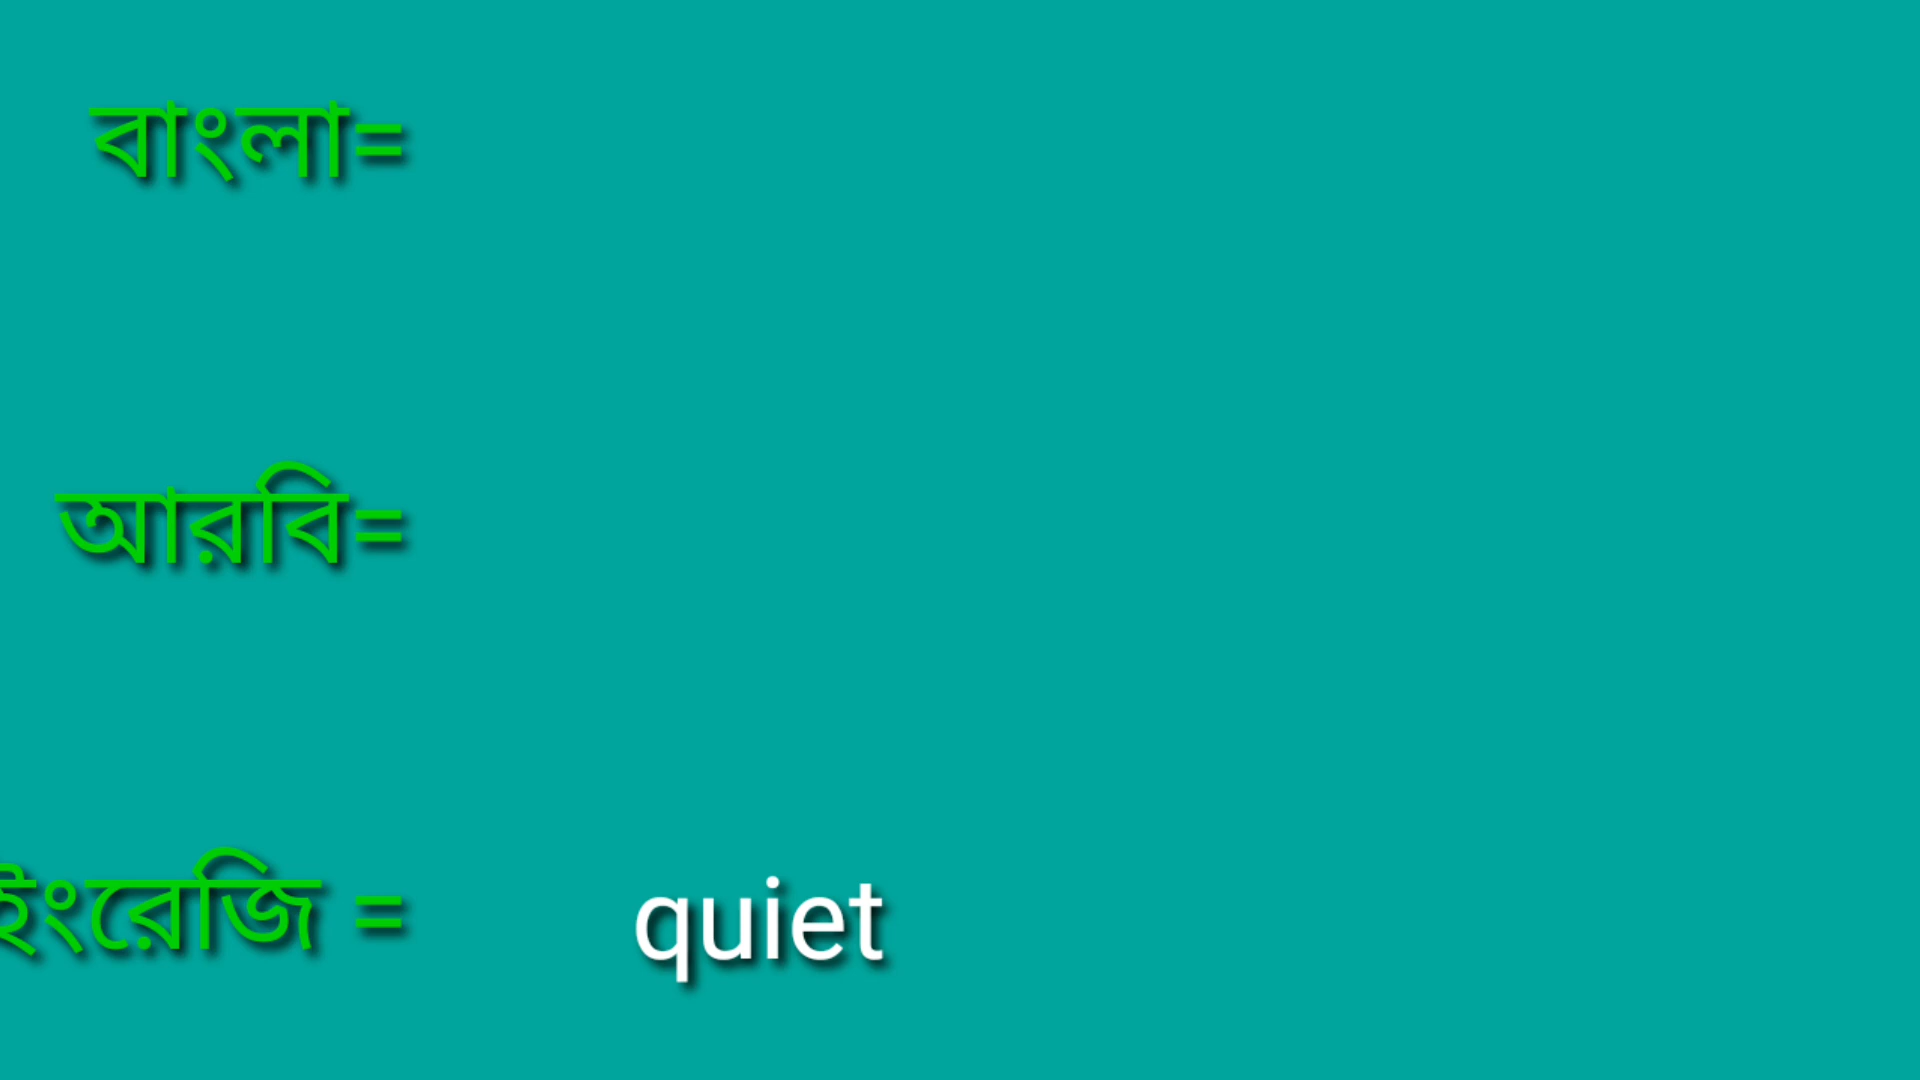 বাংলা=
আরবি=
ইংরেজি = quiet